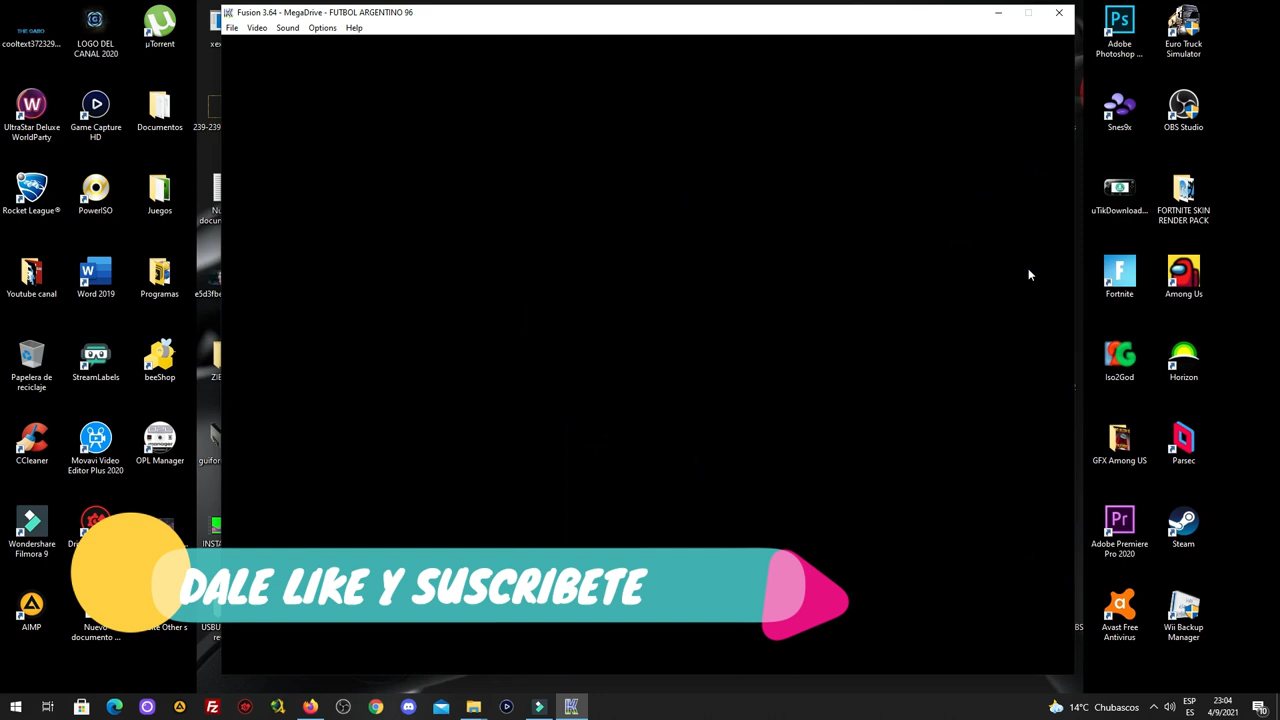 Fusion 3.64 - MegaDrive - FUTBOL ARGENTINO 96
File Video Sound Options Help
cooltext372329...
LOGO DEL
CANAL 2020
µTorrent
Adobe
Photoshop ...
Euro Truck
Simulator
UltraStar Deluxe
WorldParty
Game Capture
HD
Documentos
239-239
Snes9x
OBS Studio
Rocket League®
PowerISO
Juegos
uTikDownload...
FORTNITE SKIN
RENDER PACK
Youtube canal
Word 2019
Programas
Fortnite
Among Us
Papelera de
reciclaje
StreamLabels
beeShop
Iso2God
Horizon
CCleaner
Movavi Video
Editor Plus 2020
OPL Manager
GFX Among US
Parsec
Wondershare
Filmora 9
INSTA
Adobe Premiere
Pro 2020
Steam
DALE LIKE Y SUSCRIBETE
AIMP
Nuevo
documento ...
Other's
Avast Free
Antivirus
Wii Backup
Manager
14°C Chubascos
ESP
ES
23:04
4/9/2021